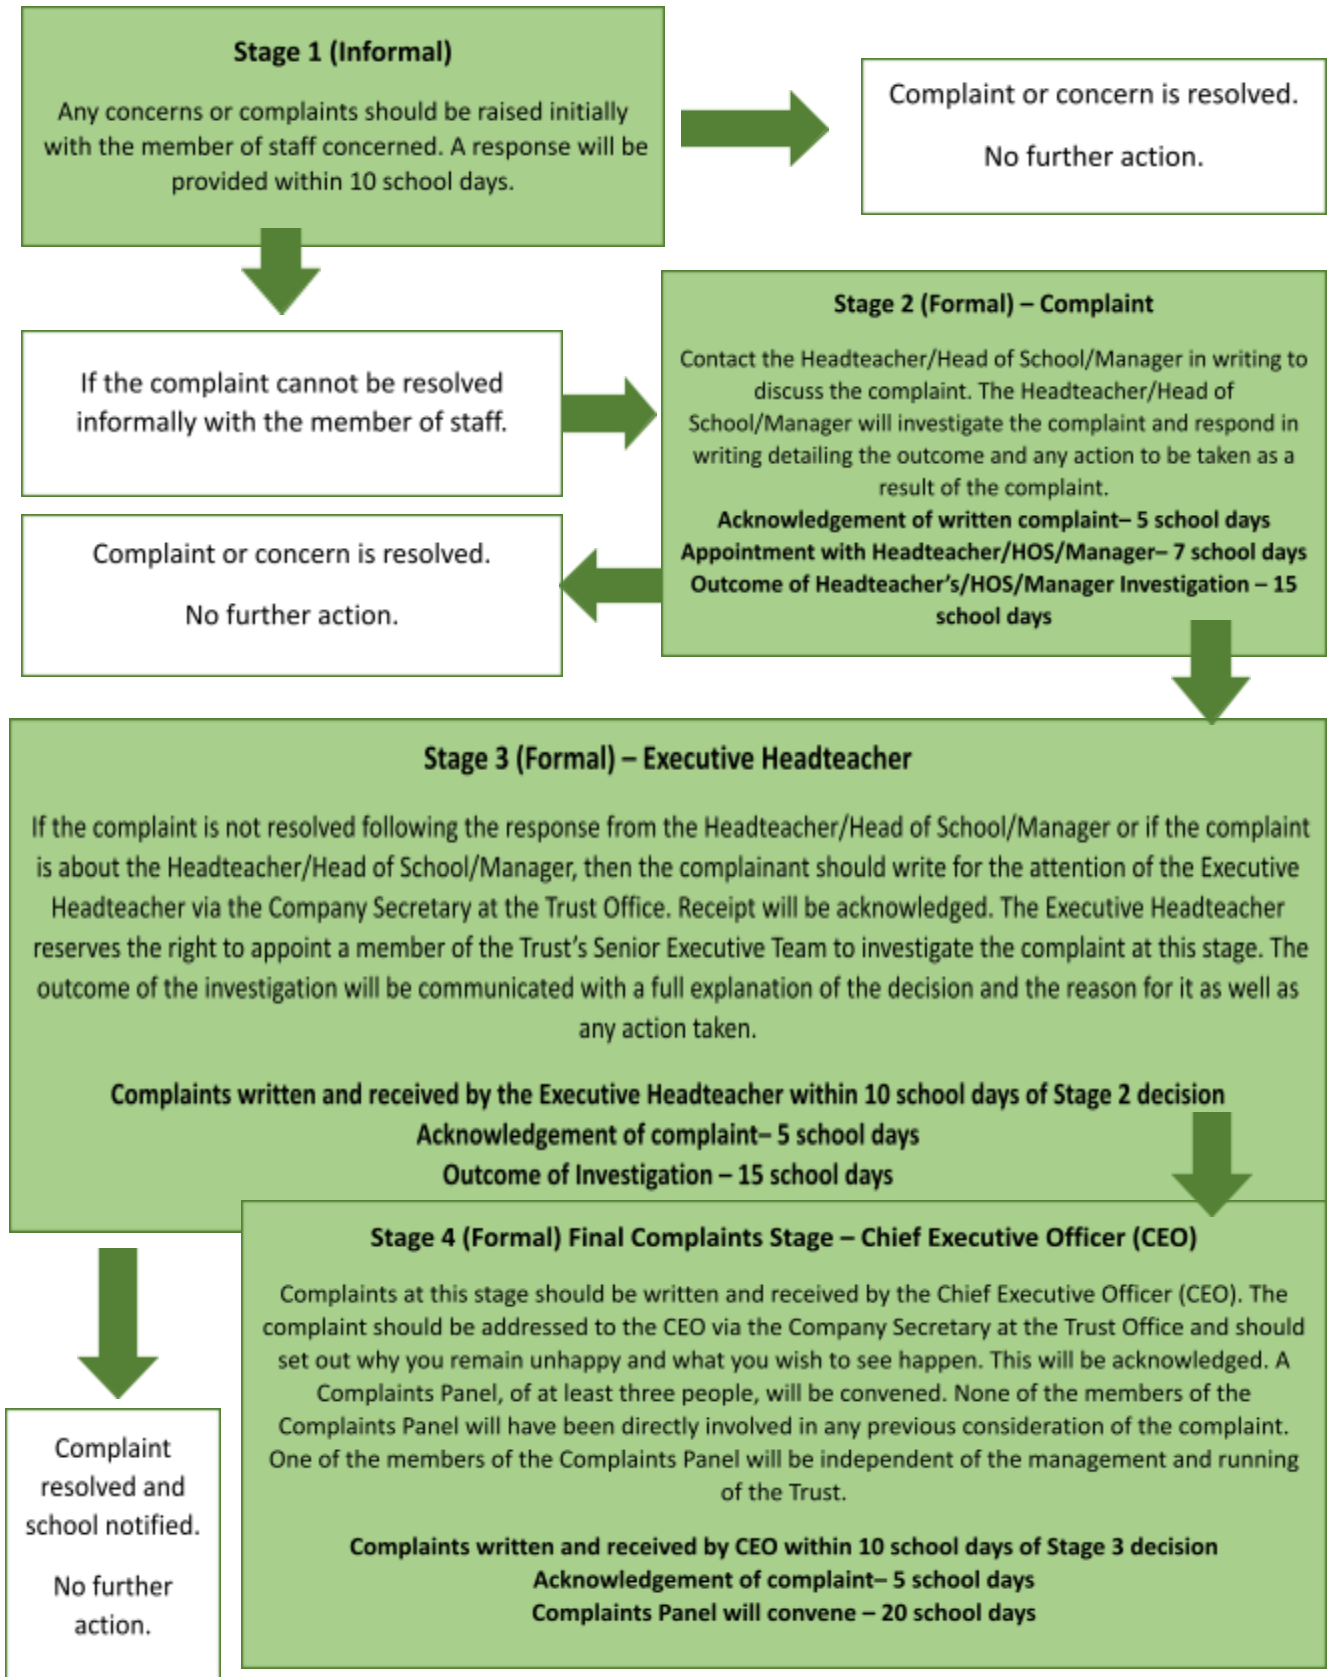 Stage 1 (Informal)
Any concerns or complaints should be raised initially
with the member of staff concerned. A response will be
provided within 10 school days.
Complaint or concern is resolved.
No further action.
If the complaint cannot be resolved
informally with the member of staff.
Stage 2 (Formal) – Complaint
Contact the Headteacher/Head of School/Manager in writing to
discuss the complaint. The Headteacher/Head of
School/Manager will investigate the complaint and respond in
writing detailing the outcome and any action to be taken as a
result of the complaint.
Acknowledgement of written complaint– 5 school days
Appointment with Headteacher/HOS/Manager– 7 school days
Outcome of Headteacher's/HOS/Manager Investigation – 15
school days
Complaint or concern is resolved.
No further action.
Stage 3 (Formal) – Executive Headteacher
If the complaint is not resolved following the response from the Headteacher/Head of School/Manager or if the complaint
is about the Headteacher/Head of School/Manager, then the complainant should write for the attention of the Executive
Headteacher via the Company Secretary at the Trust Office. Receipt will be acknowledged. The Executive Headteacher
reserves the right to appoint a member of the Trust's Senior Executive Team to investigate the complaint at this stage. The
outcome of the investigation will be communicated with a full explanation of the decision and the reason for it as well as
any action taken.
Complaints written and received by the Executive Headteacher within 10 school days of Stage 2 decision
Acknowledgement of complaint– 5 school days
Outcome of Investigation – 15 school days
Stage 4 (Formal) Final Complaints Stage – Chief Executive Officer (CEO)
Complaints at this stage should be written and received by the Chief Executive Officer (CEO). The
complaint should be addressed to the CEO via the Company Secretary at the Trust Office and should
set out why you remain unhappy and what you wish to see happen. This will be acknowledged. A
Complaints Panel, of at least three people, will be convened. None of the members of the
Complaints Panel will have been directly involved in any previous consideration of the complaint.
One of the members of the Complaints Panel will be independent of the management and running
of the Trust.
Complaints written and received by CEO within 10 school days of Stage 3 decision
Acknowledgement of complaint– 5 school days
Complaints Panel will convene – 20 school days
Complaint
resolved and
school notified.
No further
action.